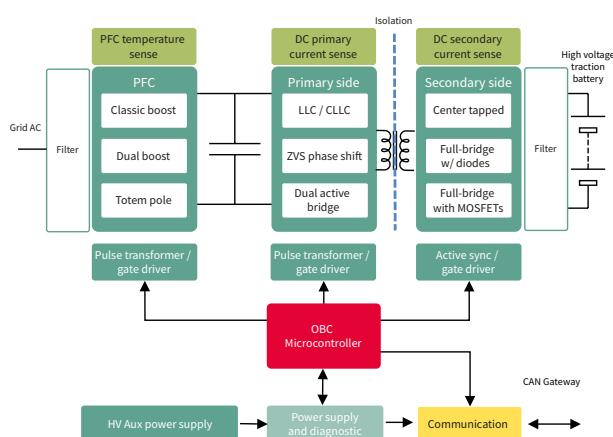 Isolation
PFC temperature
sense
DC primary
current sense
DC secondary
current sense
High voltage
traction
battery
PFC
Primary side
Secondary side
Grid AC
Filter
Classic boost
Dual boost
Totem pole
LLC / CLLC
ZVS phase shift
Dual active
bridge
Center tapped
Full-bridge
w/ diodes
Full-bridge
with MOSFETs
Filter
Pulse transformer /
gate driver
Pulse transformer /
gate driver
Active sync /
gate driver
OBC
Microcontroller
CAN Gateway
HV Aux power supply
Power supply
and diagnostic
Communication